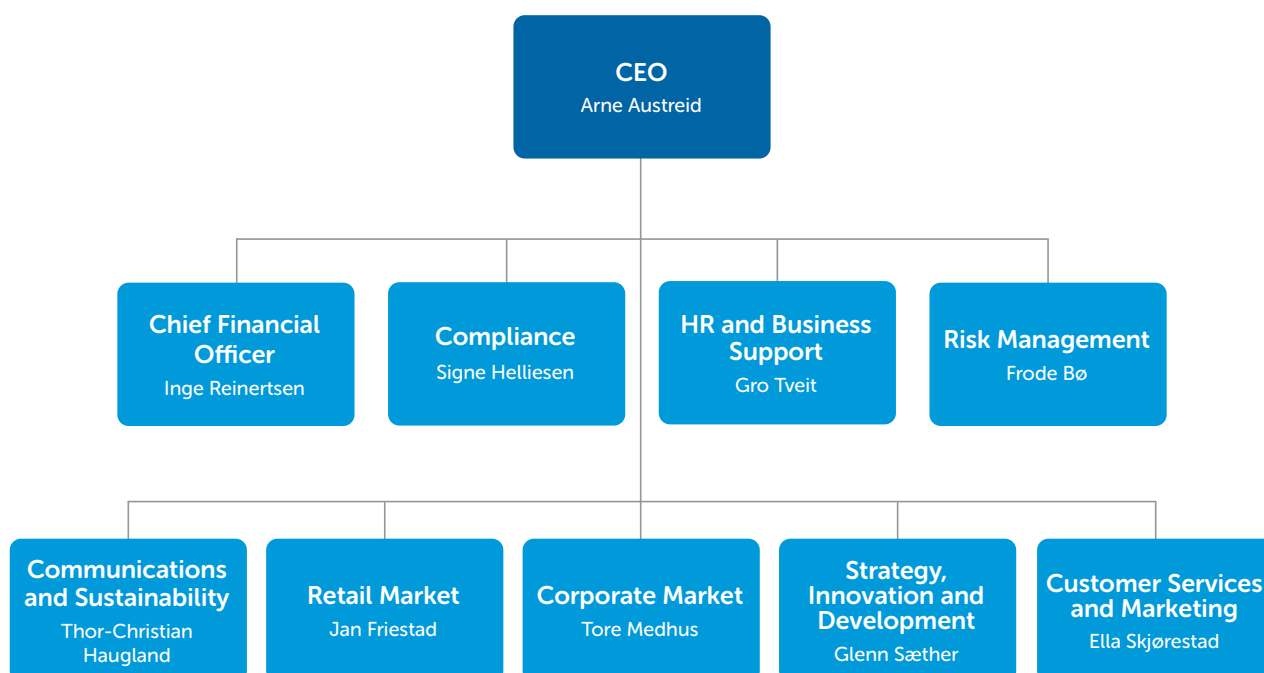 CEO
Arne Austreid
Chief Financial
Officer
Inge Reinertsen
Compliance
Signe Helliesen
HR and Business
Support
Gro Tveit
Risk Management
Frode Bø
Communications
and Sustainability
Thor-Christian
Haugland
Retail Market
Jan Friestad
Corporate Market
Tore Medhus
Strategy,
Innovation and
Development
Glenn Sæther
Customer Services
and Marketing
Ella Skjørestad